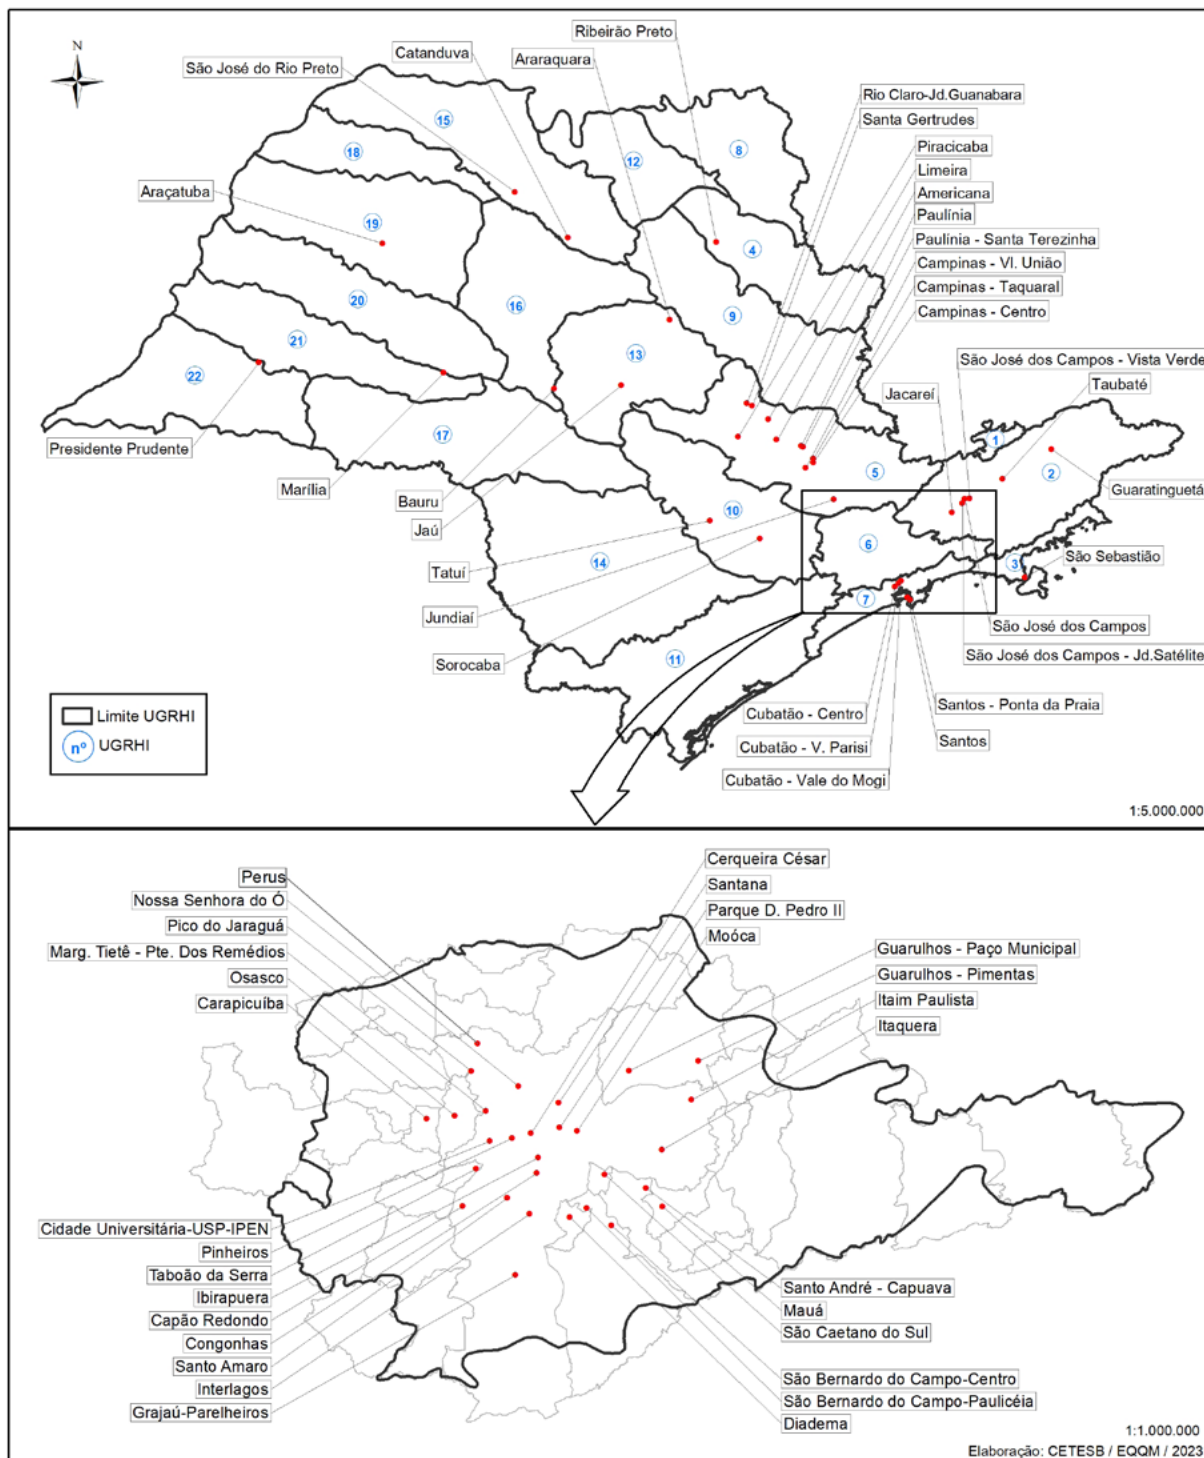 N
Ribeirão Preto
Catanduva
Araraquara
São José do Rio Preto
Rio Claro-Jd.Guanabara
Santa Gertrudes
Piracicaba
Limeira
Americana
Paulínia
Paulínia - Santa Terezinha
Campinas - Vl. União
Campinas - Taquaral
Campinas - Centro
Araçatuba
15
18
12
8
19
4
20
16
9
21
13
22
17
São José dos Campos - Vista Verde
Jacareí
Taubaté
1
2
5
Guaratinguetá
Presidente Prudente
Marília
Bauru
Jaú
10
14
6
3
7
11
Tatuí
Jundiaí
Sorocaba
São Sebastião
São José dos Campos
São José dos Campos - Jd.Satélite
Santos - Ponta da Praia
Santos
Cubatão - Centro
Cubatão - V. Parisi
Cubatão - Vale do Mogi
Limite UGRHI
nº UGRHI
1:5.000.000
Perus
Nossa Senhora do Ó
Pico do Jaraguá
Marg. Tietê - Pte. Dos Remédios
Osasco
Carapicuíba
Cerqueira César
Santana
Parque D. Pedro II
Moóca
Guarulhos - Paço Municipal
Guarulhos - Pimentas
Itaim Paulista
Itaquera
Cidade Universitária-USP-IPEN
Pinheiros
Taboão da Serra
Ibirapuera
Capão Redondo
Congonhas
Santo Amaro
Interlagos
Grajaú-Parelheiros
Santo André - Capuava
Mauá
São Caetano do Sul
São Bernardo do Campo-Centro
São Bernardo do Campo-Paulicéia
Diadema
1:1.000.000
Elaboração: CETESB / EQQM / 2023